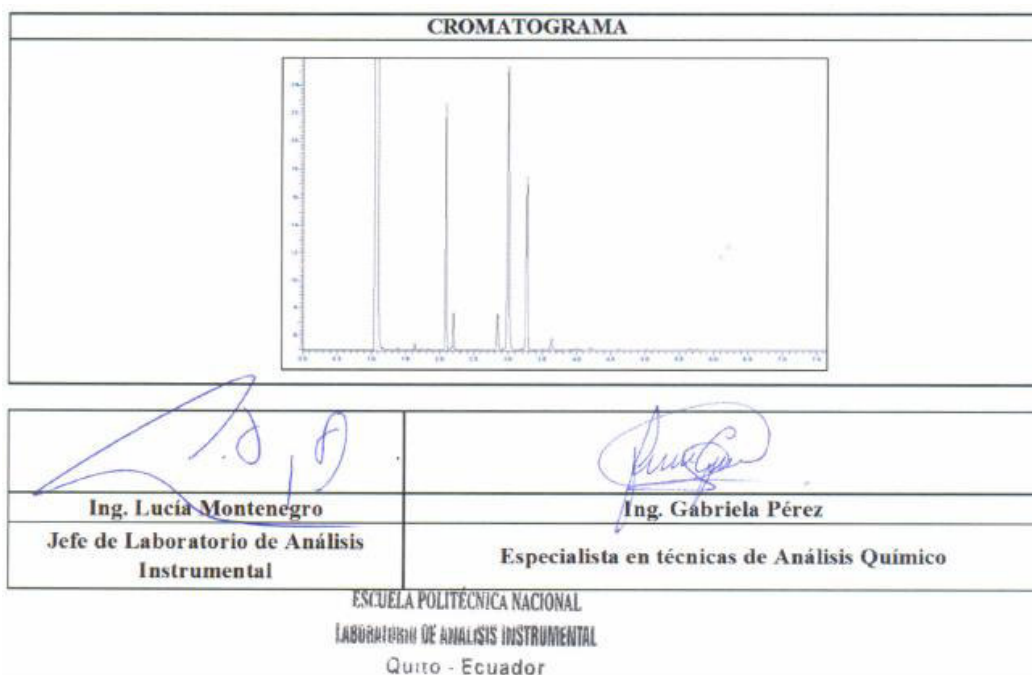 CROMATOGRAMA
Ing. Lucía Montenegro
Ing. Gabriela Pérez
Jefe de Laboratorio de Análisis
Instrumental
Especialista en técnicas de Análisis Químico
ESCUELA POLITÉCNICA NACIONAL
LABORATORIO DE ANALISIS INSTRUMENTAL
Quito - Ecuador